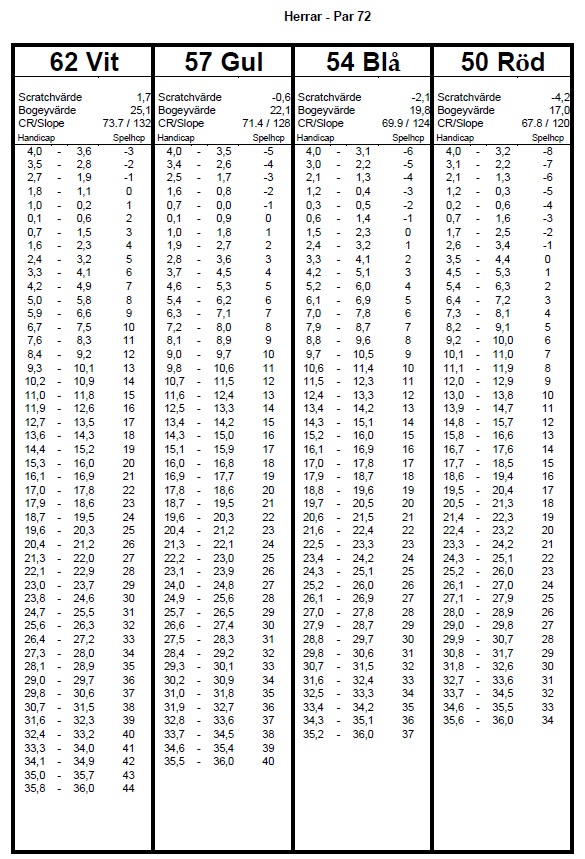 Herrar - Par 72
62 Vit
Scratchvärde 1,7
Bogeyvärde 25,1
CR/Slope 73.7 / 132
Handicap Spelhcp
4,0 - 3,6 -3
3,5 - 2,8 -2
2,7 - 1,9 -1
1,8 - 1,1 0
1,0 - 0,2 1
0,1 - 0,6 2
0,7 - 1,5 3
1,6 - 2,3 4
2,4 - 3,2 5
3,3 - 4,1 6
4,2 - 4,9 7
5,0 - 5,8 8
5,9 - 6,6 9
6,7 - 7,5 10
7,6 - 8,3 11
8,4 - 9,2 12
9,3 - 10,1 13
10,2 - 10,9 14
11,0 - 11,8 15
11,9 - 12,6 16
12,7 - 13,5 17
13,6 - 14,3 18
14,4 - 15,2 19
15,3 - 16,0 20
16,1 - 16,9 21
17,0 - 17,8 22
17,9 - 18,6 23
18,7 - 19,5 24
19,6 - 20,3 25
20,4 - 21,2 26
21,3 - 22,0 27
22,1 - 22,9 28
23,0 - 23,7 29
23,8 - 24,6 30
24,7 - 25,5 31
25,6 - 26,3 32
26,4 - 27,2 33
27,3 - 28,0 34
28,1 - 28,9 35
29,0 - 29,7 36
29,8 - 30,6 37
30,7 - 31,5 38
31,6 - 32,3 39
32,4 - 33,2 40
33,3 - 34,0 41
34,1 - 34,9 42
35,0 - 35,7 43
35,8 - 36,0 44
57 Gul
Scratchvärde -0,6
Bogeyvärde 22,1
CR/Slope 71.4 / 128
Handicap Spelhcp
4,0 - 3,5 -5
3,4 - 2,6 -4
2,5 - 1,7 -3
1,6 - 0,8 -2
0,7 - 0,0 -1
0,1 - 0,9 0
1,0 - 1,8 1
1,9 - 2,7 2
2,8 - 3,6 3
3,7 - 4,5 4
4,6 - 5,3 5
5,4 - 6,2 6
6,3 - 7,1 7
7,2 - 8,0 8
8,1 - 8,9 9
9,0 - 9,7 10
9,8 - 10,6 11
10,7 - 11,5 12
11,6 - 12,4 13
12,5 - 13,3 14
13,4 - 14,2 15
14,3 - 15,0 16
15,1 - 15,9 17
16,0 - 16,8 18
16,9 - 17,7 19
17,8 - 18,6 20
18,7 - 19,5 21
19,6 - 20,3 22
20,4 - 21,2 23
21,3 - 22,1 24
22,2 - 23,0 25
23,1 - 23,9 26
24,0 - 24,8 27
24,9 - 25,6 28
25,7 - 26,5 29
26,6 - 27,4 30
27,5 - 28,3 31
28,4 - 29,2 32
29,3 - 30,1 33
30,2 - 30,9 34
31,0 - 31,8 35
31,9 - 32,7 36
32,8 - 33,6 37
33,7 - 34,5 38
34,6 - 35,4 39
35,5 - 36,0 40
54 Blå
Scratchvärde -2,1
Bogeyvärde 19,8
CR/Slope 69.9 / 124
Handicap Spelhcp
4,0 - 3,1 -6
3,0 - 2,2 -5
2,1 - 1,3 -4
1,2 - 0,4 -3
0,3 - 0,5 -2
0,6 - 1,4 -1
1,5 - 2,3 0
2,4 - 3,2 1
3,3 - 4,1 2
4,2 - 5,1 3
5,2 - 6,0 4
6,1 - 6,9 5
7,0 - 7,8 6
7,9 - 8,7 7
8,8 - 9,6 8
9,7 - 10,5 9
10,6 - 11,4 10
11,5 - 12,3 11
12,4 - 13,3 12
13,4 - 14,2 13
14,3 - 15,1 14
15,2 - 16,0 15
16,1 - 16,9 16
17,0 - 17,8 17
17,9 - 18,7 18
18,8 - 19,6 19
19,7 - 20,5 20
20,6 - 21,5 21
21,6 - 22,4 22
22,5 - 23,3 23
23,4 - 24,2 24
24,3 - 25,1 25
25,2 - 26,0 26
26,1 - 26,9 27
27,0 - 27,8 28
27,9 - 28,7 29
28,8 - 29,7 30
29,8 - 30,6 31
30,7 - 31,5 32
31,6 - 32,4 33
32,5 - 33,3 34
33,4 - 34,2 35
34,3 - 35,1 36
35,2 - 36,0 37
50 Röd
Scratchvärde -4,2
Bogeyvärde 17,0
CR/Slope 67.8 / 120
Handicap Spelhcp
4,0 - 3,2 -8
3,1 - 2,2 -7
2,1 - 1,3 -6
1,2 - 0,3 -5
0,2 - 0,6 -4
0,7 - 1,6 -3
1,7 - 2,5 -2
2,6 - 3,4 -1
3,5 - 4,4 0
4,5 - 5,3 1
5,4 - 6,3 2
6,4 - 7,2 3
7,3 - 8,1 4
8,2 - 9,1 5
9,2 - 10,0 6
10,1 - 11,0 7
11,1 - 11,9 8
12,0 - 12,9 9
13,0 - 13,8 10
13,9 - 14,7 11
14,8 - 15,7 12
15,8 - 16,6 13
16,7 - 17,6 14
17,7 - 18,5 15
18,6 - 19,4 16
19,5 - 20,4 17
20,5 - 21,3 18
21,4 - 22,3 19
22,4 - 23,2 20
23,3 - 24,2 21
24,3 - 25,1 22
25,2 - 26,0 23
26,1 - 27,0 24
27,1 - 27,9 25
28,0 - 28,9 26
29,0 - 29,8 27
29,9 - 30,7 28
30,8 - 31,7 29
31,8 - 32,6 30
32,7 - 33,6 31
33,7 - 34,5 32
34,6 - 35,5 33
35,6 - 36,0 34